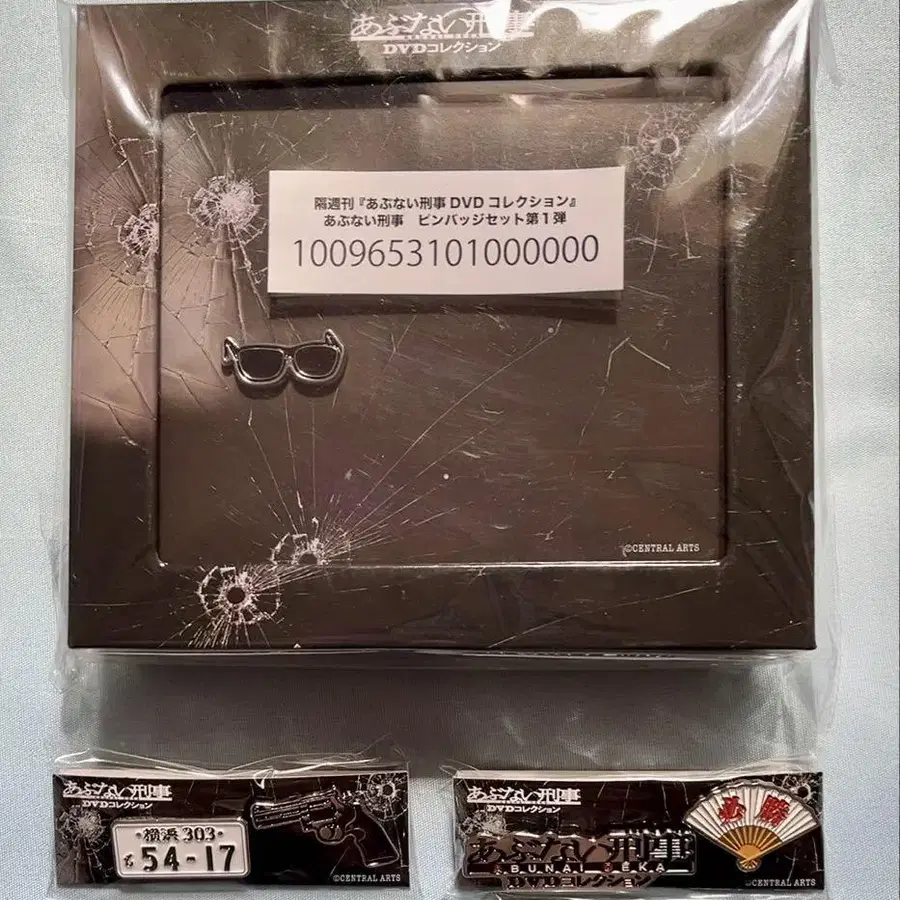 あぶない刑事
ABUNAI DEKA
DVDコレクション
隔週刊『あぶない刑事 DVD コレクション』
あぶない刑事 ピンバッジセット第1弾
1009653101000000
©CENTRAL ARTS
あぶない刑事
DVDコレクション
横浜 303
54-17
©CENTRAL ARTS
あぶない刑事
DVDコレクション
必勝
あぶない刑事
ABUNAI DEKA
DVDコレクション
©CENTRAL ARTS